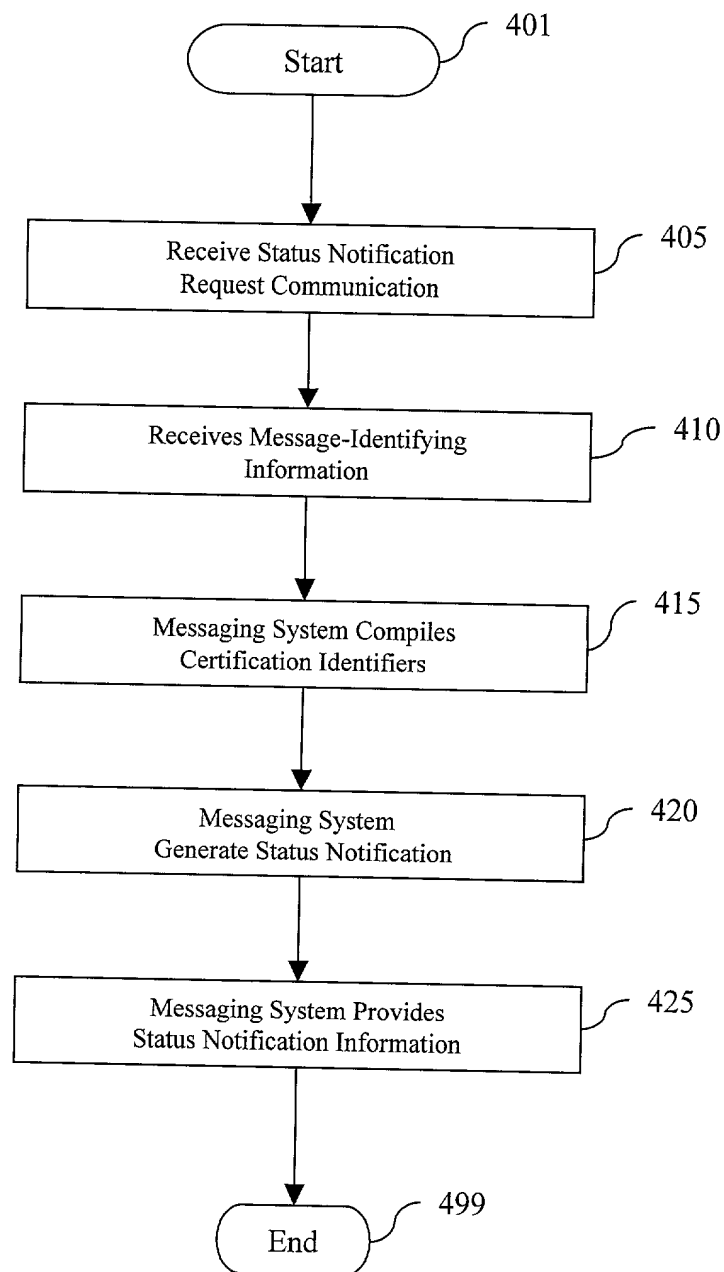 401
Start
405
Receive Status Notification
Request Communication
410
Receives Message-Identifying
Information
415
Messaging System Compiles
Certification Identifiers
420
Messaging System
Generate Status Notification
425
Messaging System Provides
Status Notification Information
499
End